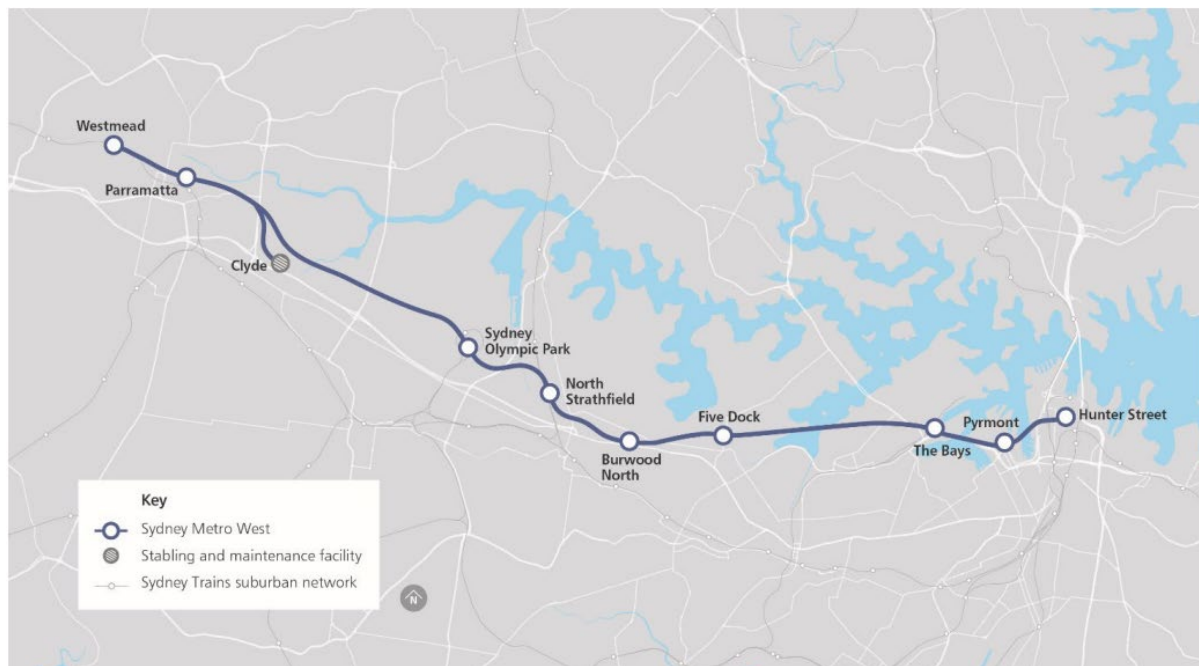 Westmead
Parramatta
Clyde
Sydney
Olympic Park
North
Strathfield
Five Dock
Burwood
North
The Bays
Pyrmont
Hunter Street
Key
Sydney Metro West
Stabling and maintenance facility
Sydney Trains suburban network
N